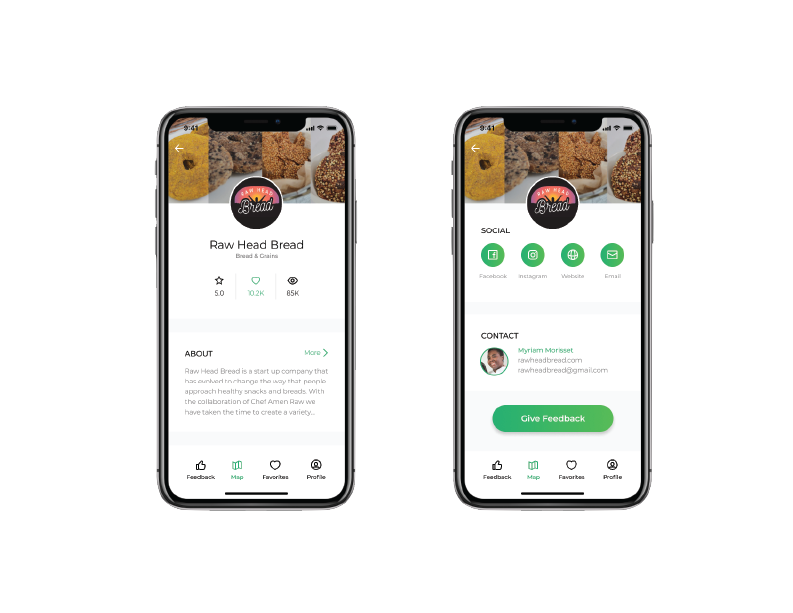 9:41
RAW HEAD
Bread
Raw Head Bread
Bread & Grains
5.0
10.2K
85K
ABOUT
More
Raw Head Bread is a start up company that
has evolved to change the way that people
approach healthy snacks and breads. With
the collaboration of Chef Amen Raw we
have taken the time to create a variety...
Feedback
Map
Favorites
Profile
9:41
RAW HEAD
Bread
SOCIAL
Facebook
Instagram
Website
Email
CONTACT
Myriam Morisset
rawheadbread.com
rawheadbread@gmail.com
Give Feedback
Feedback
Map
Favorites
Profile